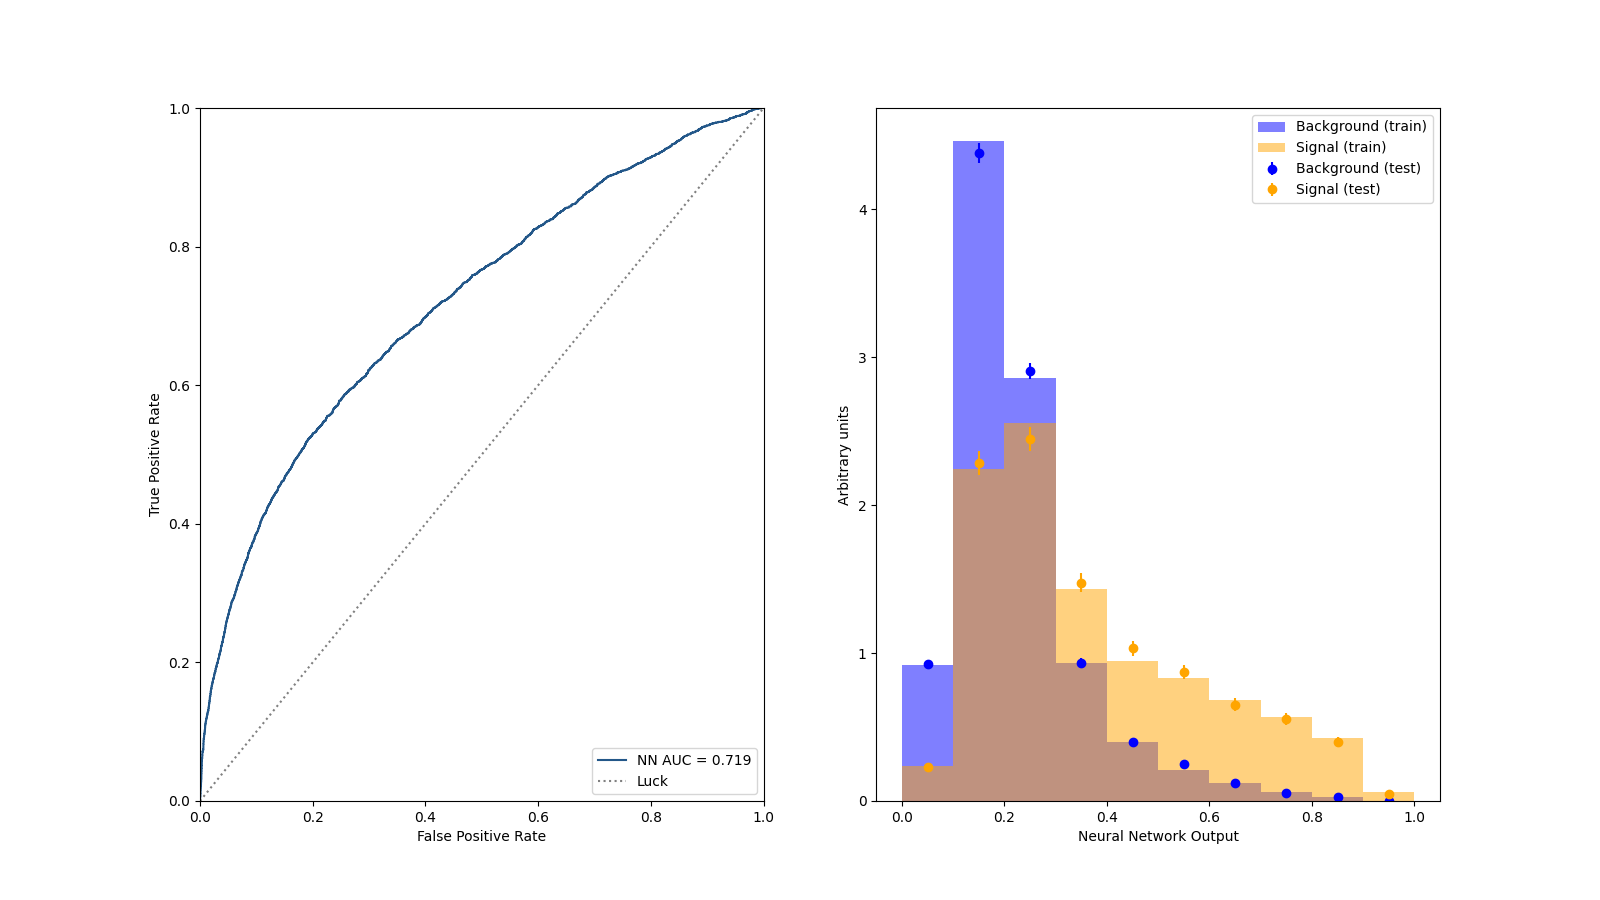 1.0
0.8
0.6
0.4
0.2
0.0
True Positive Rate
0.0 0.2 0.4 0.6 0.8 1.0
False Positive Rate
NN AUC = 0.719
Luck
4
3
2
1
0
Arbitrary units
0.0 0.2 0.4 0.6 0.8 1.0
Neural Network Output
Background (train)
Signal (train)
Background (test)
Signal (test)